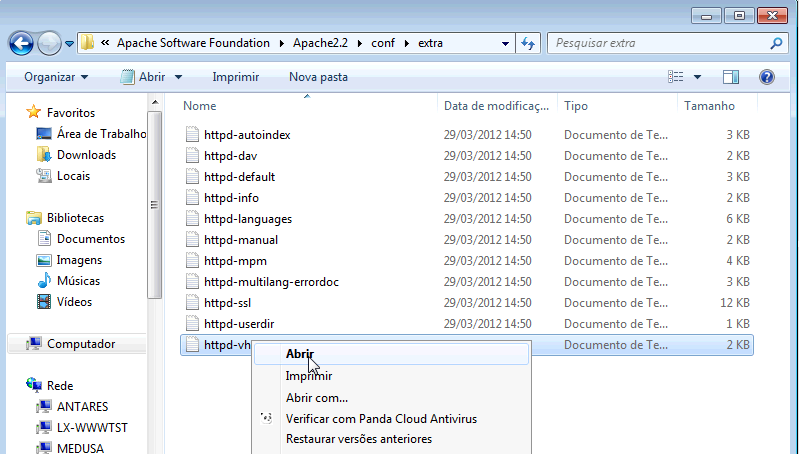 « Apache Software Foundation Apache2.2 conf extra Pesquisar extra
Organizar Abrir Imprimir Nova pasta
Favoritos
Área de Trabalho
Downloads
Locais
Bibliotecas
Documentos
Imagens
Músicas
Vídeos
Computador
Rede
ANTARES
LX-WWWTST
MEDUSA
Nome Data de modificaç... Tipo Tamanho
httpd-autoindex 29/03/2012 14:50 Documento de Te... 3 KB
httpd-dav 29/03/2012 14:50 Documento de Te... 2 KB
httpd-default 29/03/2012 14:50 Documento de Te... 3 KB
httpd-info 29/03/2012 14:50 Documento de Te... 2 KB
httpd-languages 29/03/2012 14:50 Documento de Te... 6 KB
httpd-manual 29/03/2012 14:50 Documento de Te... 2 KB
httpd-mpm 29/03/2012 14:50 Documento de Te... 4 KB
httpd-multilang-errordoc 29/03/2012 14:50 Documento de Te... 3 KB
httpd-ssl 29/03/2012 14:50 Documento de Te... 12 KB
httpd-userdir 29/03/2012 14:50 Documento de Te... 1 KB
httpd-vh Documento de Te... 2 KB
Abrir
Imprimir
Abrir com...
Verificar com Panda Cloud Antivirus
Restaurar versões anteriores